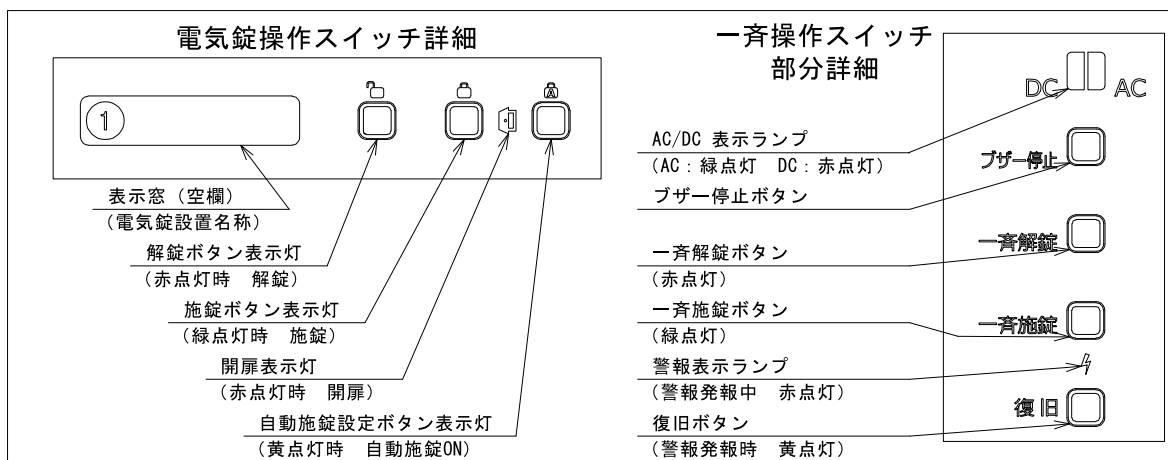 電気錠操作スイッチ詳細
1
A
表示窓（空欄）
（電気錠設置名称）
解錠ボタン表示灯
（赤点灯時　解錠）
施錠ボタン表示灯
（緑点灯時　施錠）
開扉表示灯
（赤点灯時　開扉）
自動施錠設定ボタン表示灯
（黄点灯時　自動施錠ON）
一斉操作スイッチ
部分詳細
DC AC
AC/DC 表示ランプ
（AC：緑点灯　DC：赤点灯）
ブザー停止
ブザー停止ボタン
一斉解錠
一斉解錠ボタン
（赤点灯）
一斉施錠
一斉施錠ボタン
（緑点灯）
警報表示ランプ
（警報発報中　赤点灯）
復旧
復旧ボタン
（警報発報時　黄点灯）